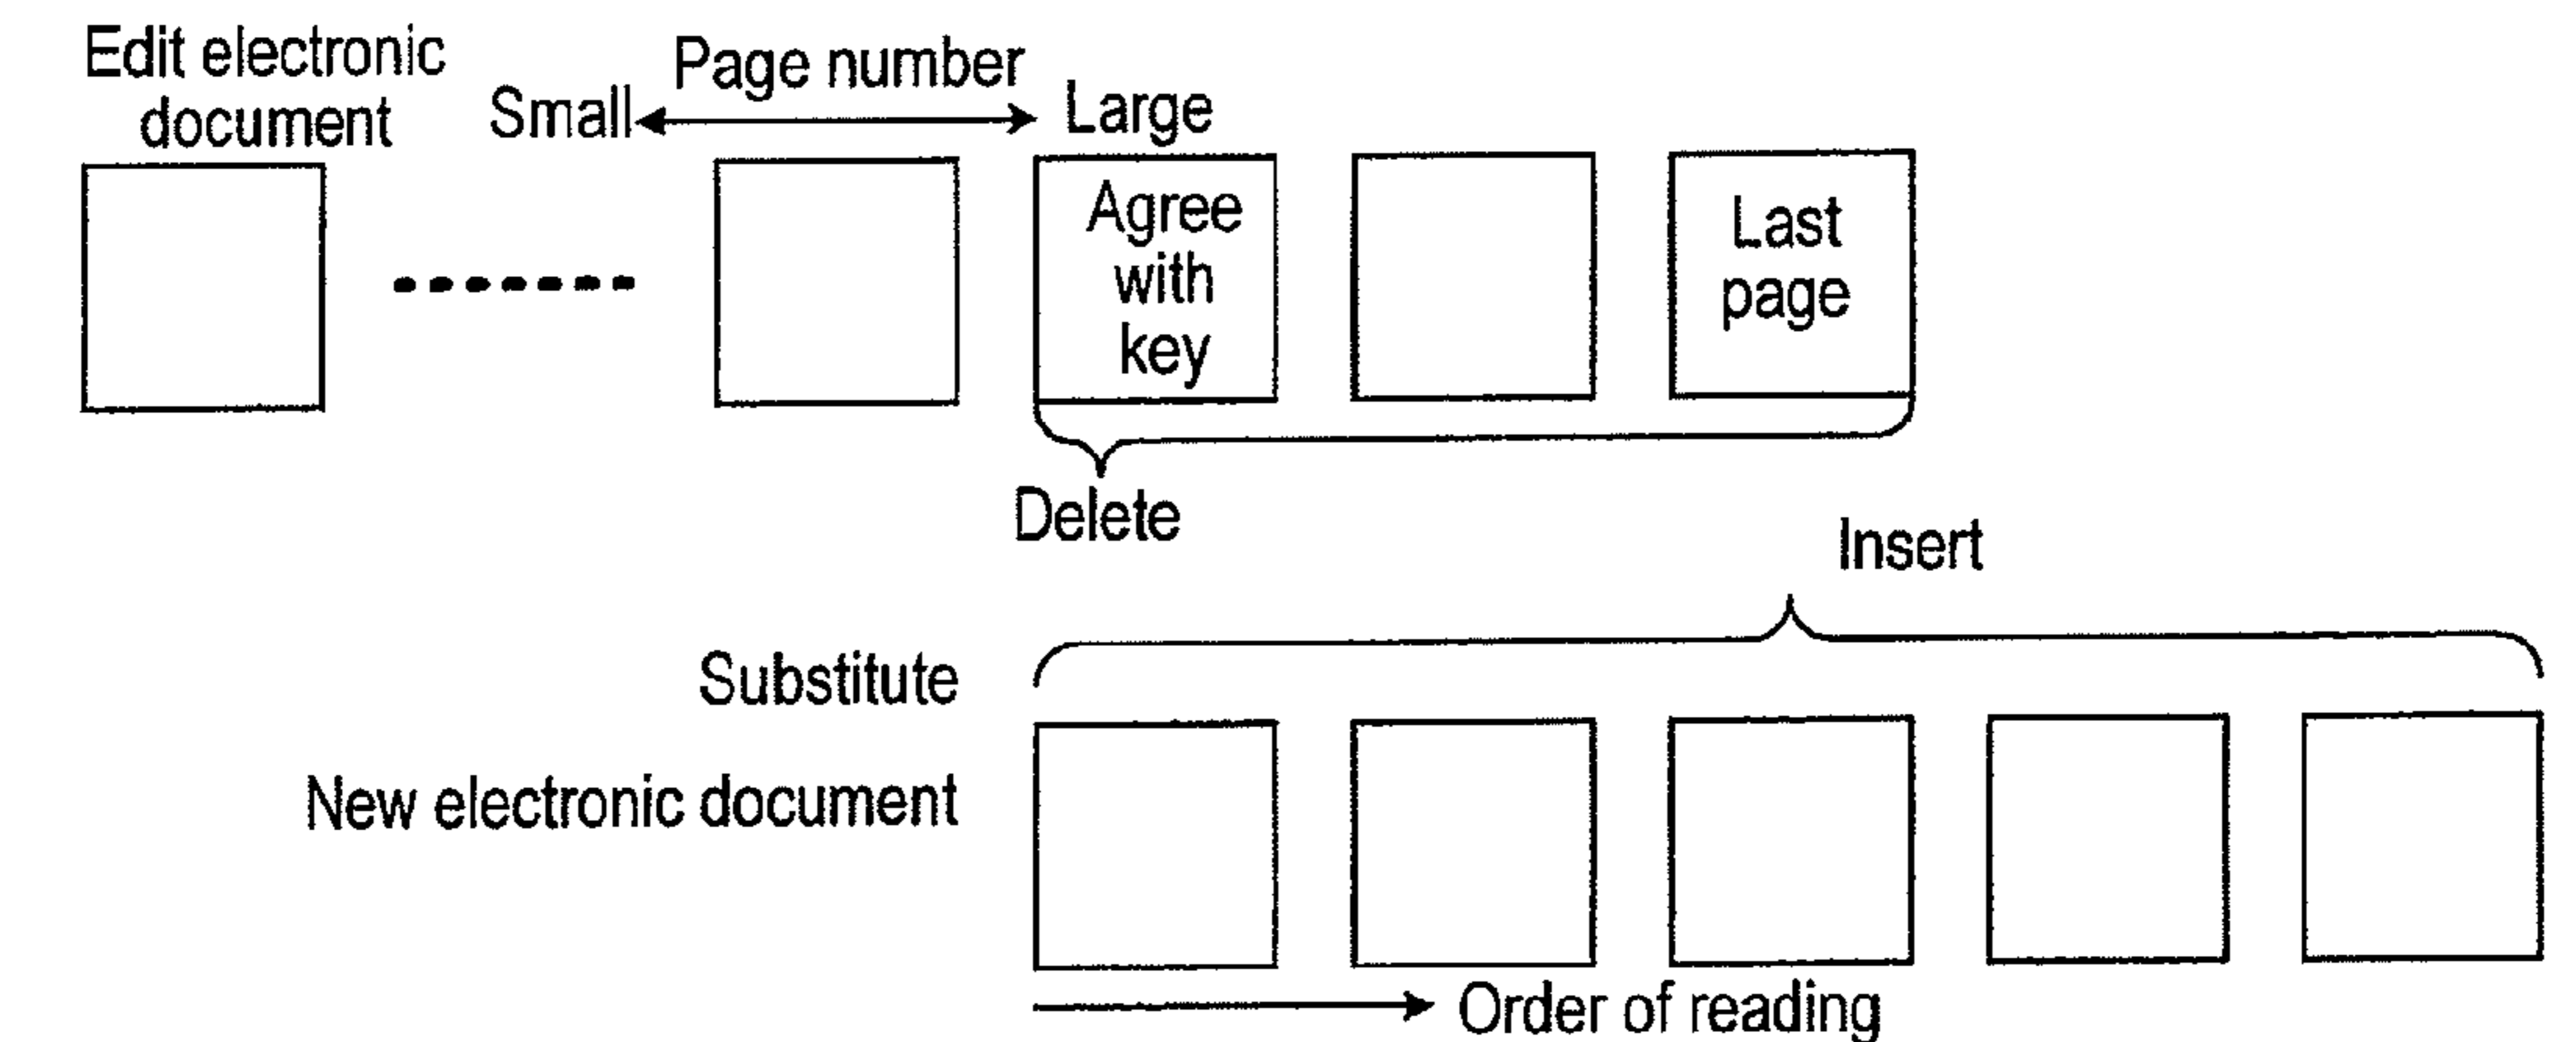 Edit electronic
document
Small
Page number
Large
Agree
with
key
Last
page
Delete
Insert
Substitute
New electronic document
Order of reading